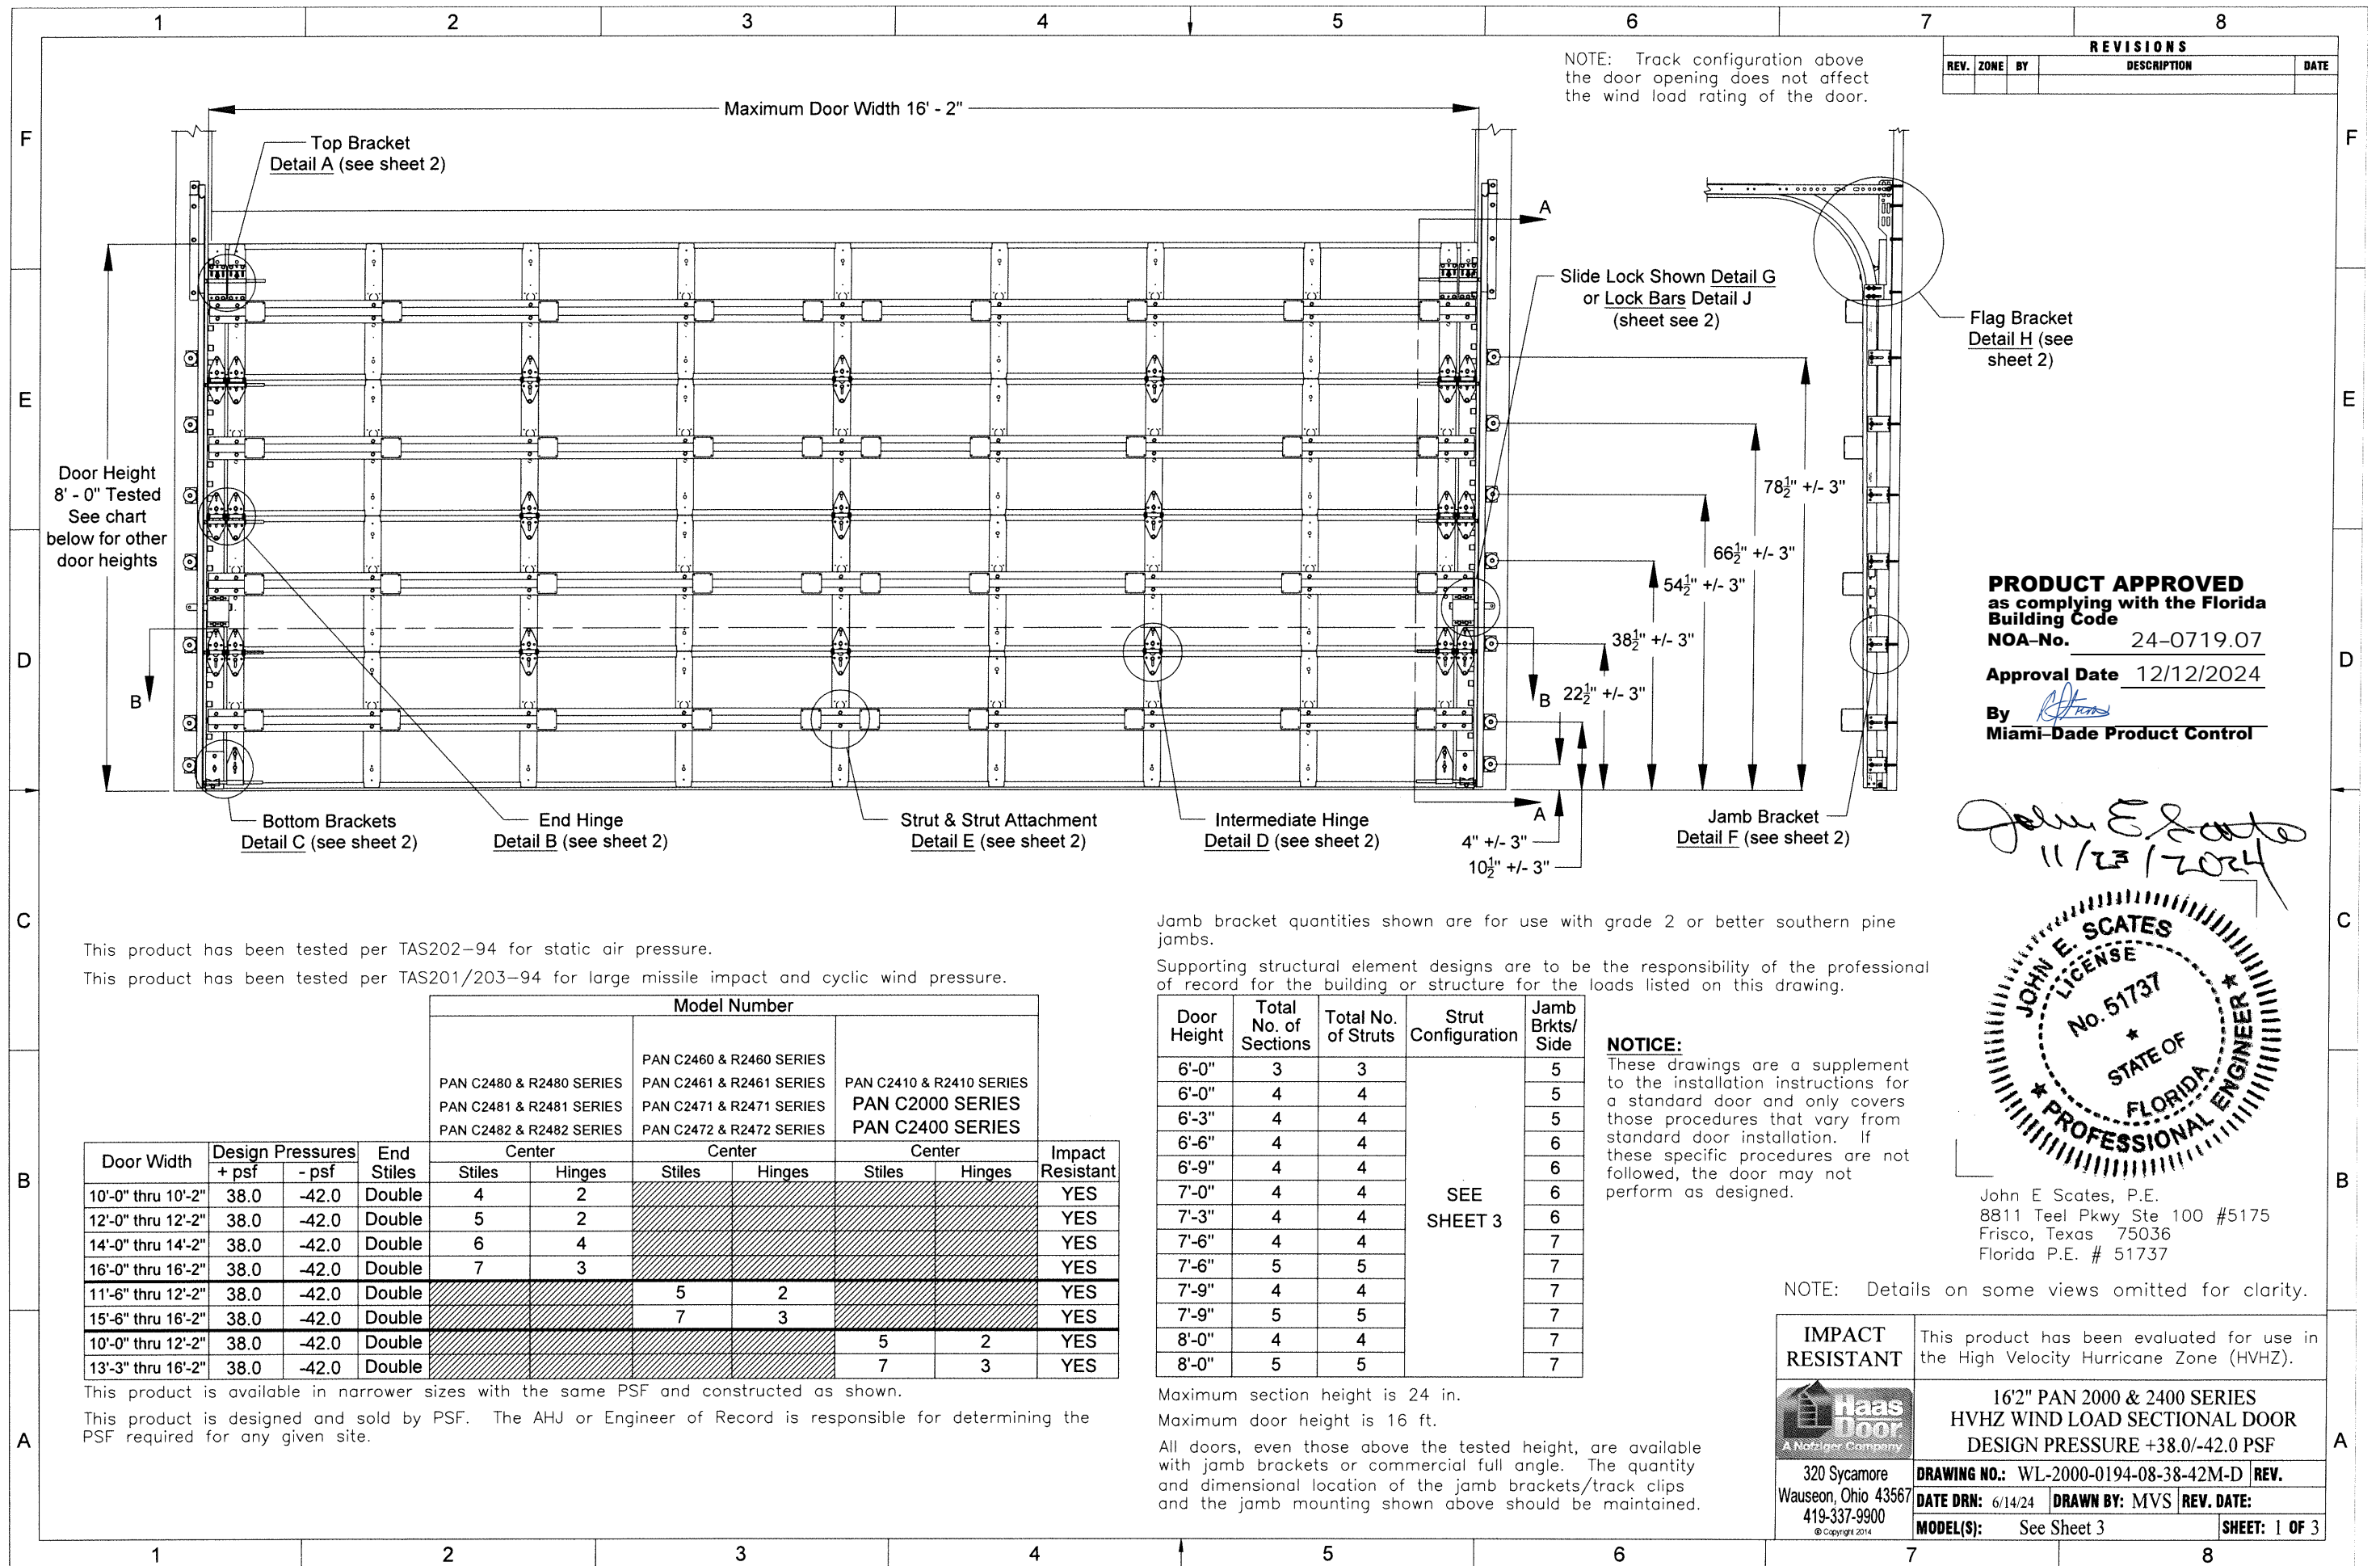 1 2 3 4 5 6 7 8
F E D C B A
F E D C B A
REVISIONS
REV. ZONE BY DESCRIPTION DATE
NOTE: Track configuration above
the door opening does not affect
the wind load rating of the door.
Maximum Door Width 16' - 2"
Top Bracket
Detail A (see sheet 2)
A
Slide Lock Shown Detail G
or Lock Bars Detail J
(sheet see 2)
Flag Bracket
Detail H (see
sheet 2)
Door Height
8' - 0" Tested
See chart
below for other
door heights
78½" +/- 3"
66½" +/- 3"
54½" +/- 3"
38½" +/- 3"
22½" +/- 3"
B
B
A
4" +/- 3"
10½" +/- 3"
Bottom Brackets
Detail C (see sheet 2)
End Hinge
Detail B (see sheet 2)
Strut & Strut Attachment
Detail E (see sheet 2)
Intermediate Hinge
Detail D (see sheet 2)
Jamb Bracket
Detail F (see sheet 2)
PRODUCT APPROVED
as complying with the Florida
Building Code
NOA–No. 24-0719.07
Approval Date 12/12/2024
By
Miami–Dade Product Control
John E Scates
11/23/2024
JOHN E. SCATES
LICENSE
No. 51737
★
STATE OF
FLORIDA
★ PROFESSIONAL ENGINEER ★
John E Scates, P.E.
8811 Teel Pkwy Ste 100 #5175
Frisco, Texas 75036
Florida P.E. # 51737
This product has been tested per TAS202-94 for static air pressure.
This product has been tested per TAS201/203-94 for large missile impact and cyclic wind pressure.
Model Number
PAN C2460 & R2460 SERIES
PAN C2480 & R2480 SERIES PAN C2461 & R2461 SERIES PAN C2410 & R2410 SERIES
PAN C2481 & R2481 SERIES PAN C2471 & R2471 SERIES PAN C2000 SERIES
PAN C2482 & R2482 SERIES PAN C2472 & R2472 SERIES PAN C2400 SERIES
Door Width Design Pressures End Stiles Center Center Center Impact Resistant
+ psf - psf Stiles Hinges Stiles Hinges Stiles Hinges
10'-0" thru 10'-2" 38.0 -42.0 Double 4 2 YES
12'-0" thru 12'-2" 38.0 -42.0 Double 5 2 YES
14'-0" thru 14'-2" 38.0 -42.0 Double 6 4 YES
16'-0" thru 16'-2" 38.0 -42.0 Double 7 3 YES
11'-6" thru 12'-2" 38.0 -42.0 Double 5 2 YES
15'-6" thru 16'-2" 38.0 -42.0 Double 7 3 YES
10'-0" thru 12'-2" 38.0 -42.0 Double 5 2 YES
13'-3" thru 16'-2" 38.0 -42.0 Double 7 3 YES
This product is available in narrower sizes with the same PSF and constructed as shown.
This product is designed and sold by PSF. The AHJ or Engineer of Record is responsible for determining the
PSF required for any given site.
Jamb bracket quantities shown are for use with grade 2 or better southern pine
jambs.
Supporting structural element designs are to be the responsibility of the professional
of record for the building or structure for the loads listed on this drawing.
Door Height Total No. of Sections Total No. of Struts Strut Configuration Jamb Brkts/ Side
6'-0" 3 3 5
6'-0" 4 4 5
6'-3" 4 4 5
6'-6" 4 4 6
6'-9" 4 4 6
7'-0" 4 4 SEE 6
7'-3" 4 4 SHEET 3 6
7'-6" 4 4 7
7'-6" 5 5 7
7'-9" 4 4 7
7'-9" 5 5 7
8'-0" 4 4 7
8'-0" 5 5 7
Maximum section height is 24 in.
Maximum door height is 16 ft.
All doors, even those above the tested height, are available
with jamb brackets or commercial full angle. The quantity
and dimensional location of the jamb brackets/track clips
and the jamb mounting shown above should be maintained.
NOTICE:
These drawings are a supplement
to the installation instructions for
a standard door and only covers
those procedures that vary from
standard door installation. If
these specific procedures are not
followed, the door may not
perform as designed.
NOTE: Details on some views omitted for clarity.
IMPACT
RESISTANT
This product has been evaluated for use in
the High Velocity Hurricane Zone (HVHZ).
Haas
Door
A Nofziger Company
16'2" PAN 2000 & 2400 SERIES
HVHZ WIND LOAD SECTIONAL DOOR
DESIGN PRESSURE +38.0/-42.0 PSF
320 Sycamore
Wauseon, Ohio 43567
419-337-9900
© Copyright 2014
DRAWING NO.: WL-2000-0194-08-38-42M-D REV.
DATE DRN: 6/14/24 DRAWN BY: MVS REV. DATE:
MODEL(S): See Sheet 3 SHEET: 1 OF 3
1 2 3 4 5 6 7 8